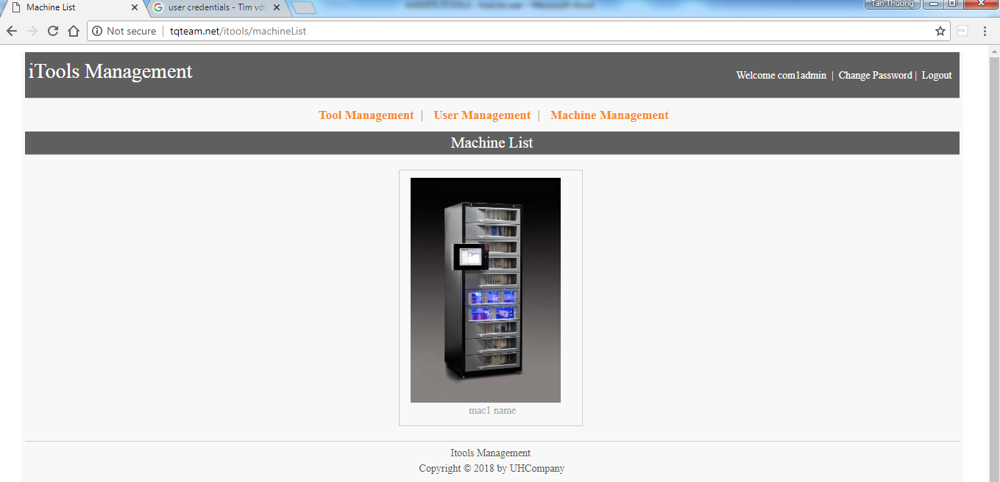 Machine List
user credentials - Tìm với
Tan Thuong
Not secure | tqteam.net/itools/machineList
iTools Management
Welcome com1admin | Change Password | Logout
Tool Management | User Management | Machine Management
Machine List
mac1 name
Itools Management
Copyright © 2018 by UHCompany